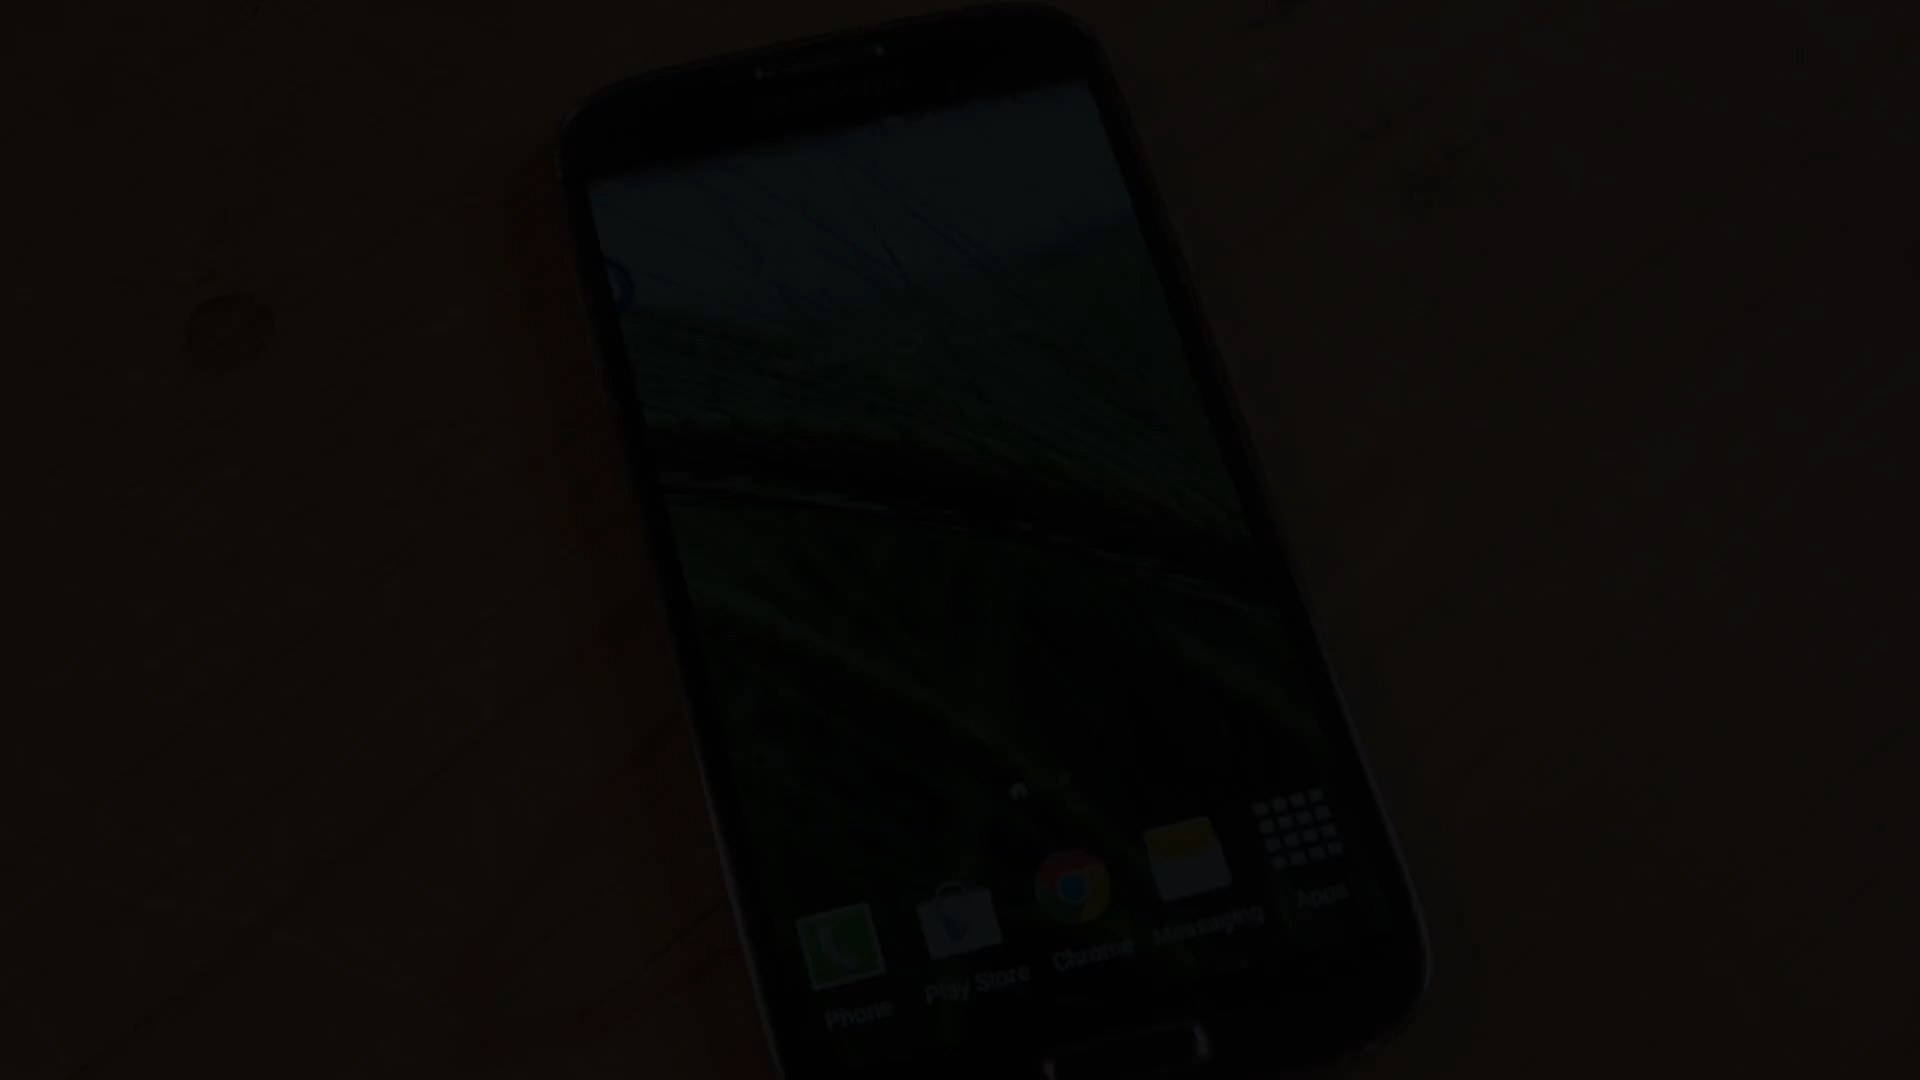 Phone
Play Store
Chrome
Messaging
Apps